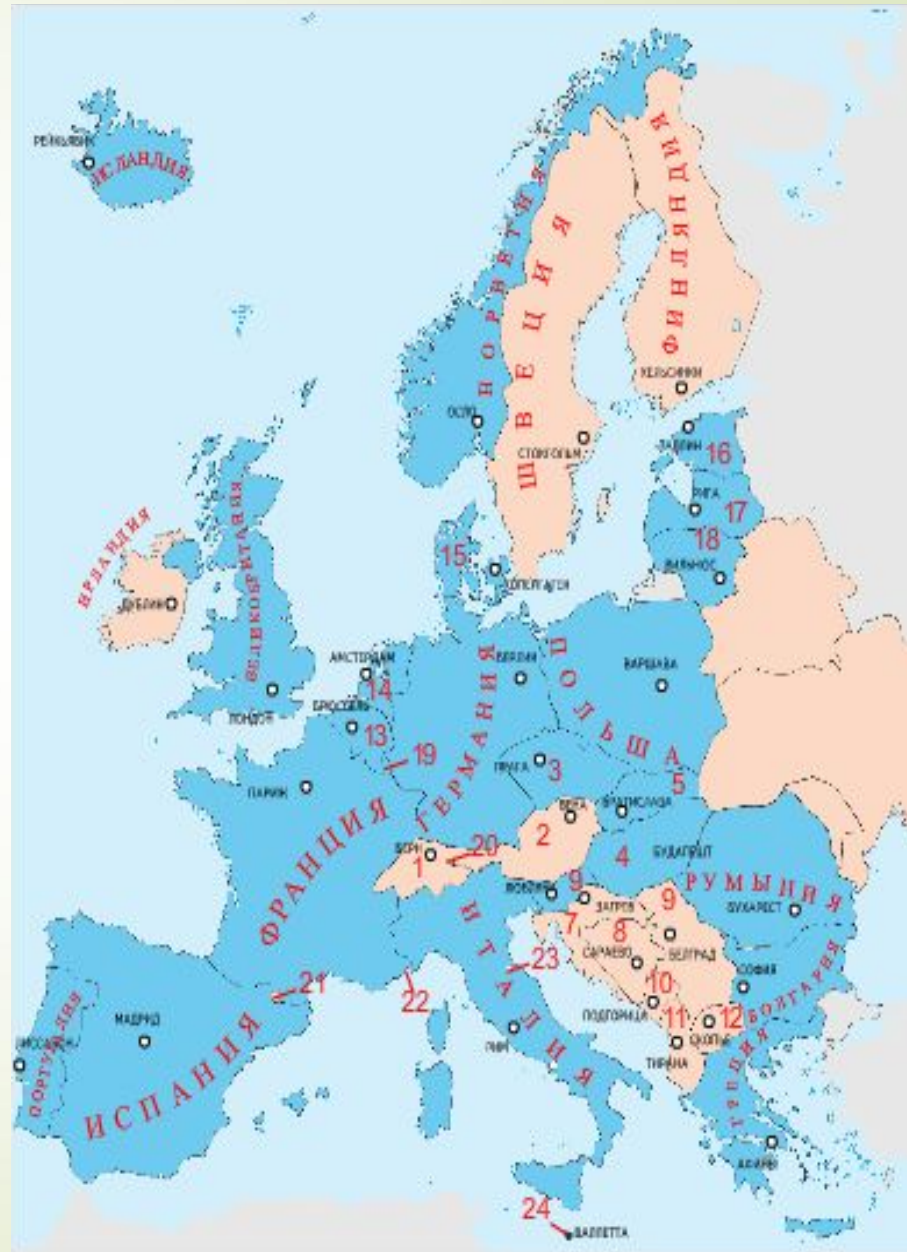 РЕЙКЬЯВИК
ИСЛАНДИЯ
НОРВЕГИЯ
ШВЕЦИЯ
ФИНЛЯНДИЯ
ХЕЛЬСИНКИ
ОСЛО
СТОКГОЛЬМ
ТАЛЛИН
16
РИГА
17
18
ВИЛЬНЮС
ИРЛАНДИЯ
ДУБЛИН
ВЕЛИКОБРИТАНИЯ
ЛОНДОН
15
КОПЕНГАГЕН
АМСТЕРДАМ
14
БРЮССЕЛЬ
13
19
ГЕРМАНИЯ
БЕРЛИН
ПОЛЬША
ВАРШАВА
ПРАГА
3
5
ПАРИЖ
ФРАНЦИЯ
БЕРН
1
20
ВЕНА
2
БРАТИСЛАВА
4
БУДАПЕШТ
РУМЫНИЯ
БУХАРЕСТ
9
ЗАГРЕБ
7
8
9
САРАЕВО
БЕЛГРАД
СОФИЯ
БОЛГАРИЯ
10
ПОДГОРИЦА
11
12
СКОПЬЕ
ТИРАНА
ГРЕЦИЯ
АФИНЫ
ИТАЛИЯ
23
РИМ
21
22
ИСПАНИЯ
МАДРИД
ПОРТУГАЛИЯ
ЛИССАБОН
24
ВАЛЛЕТТА